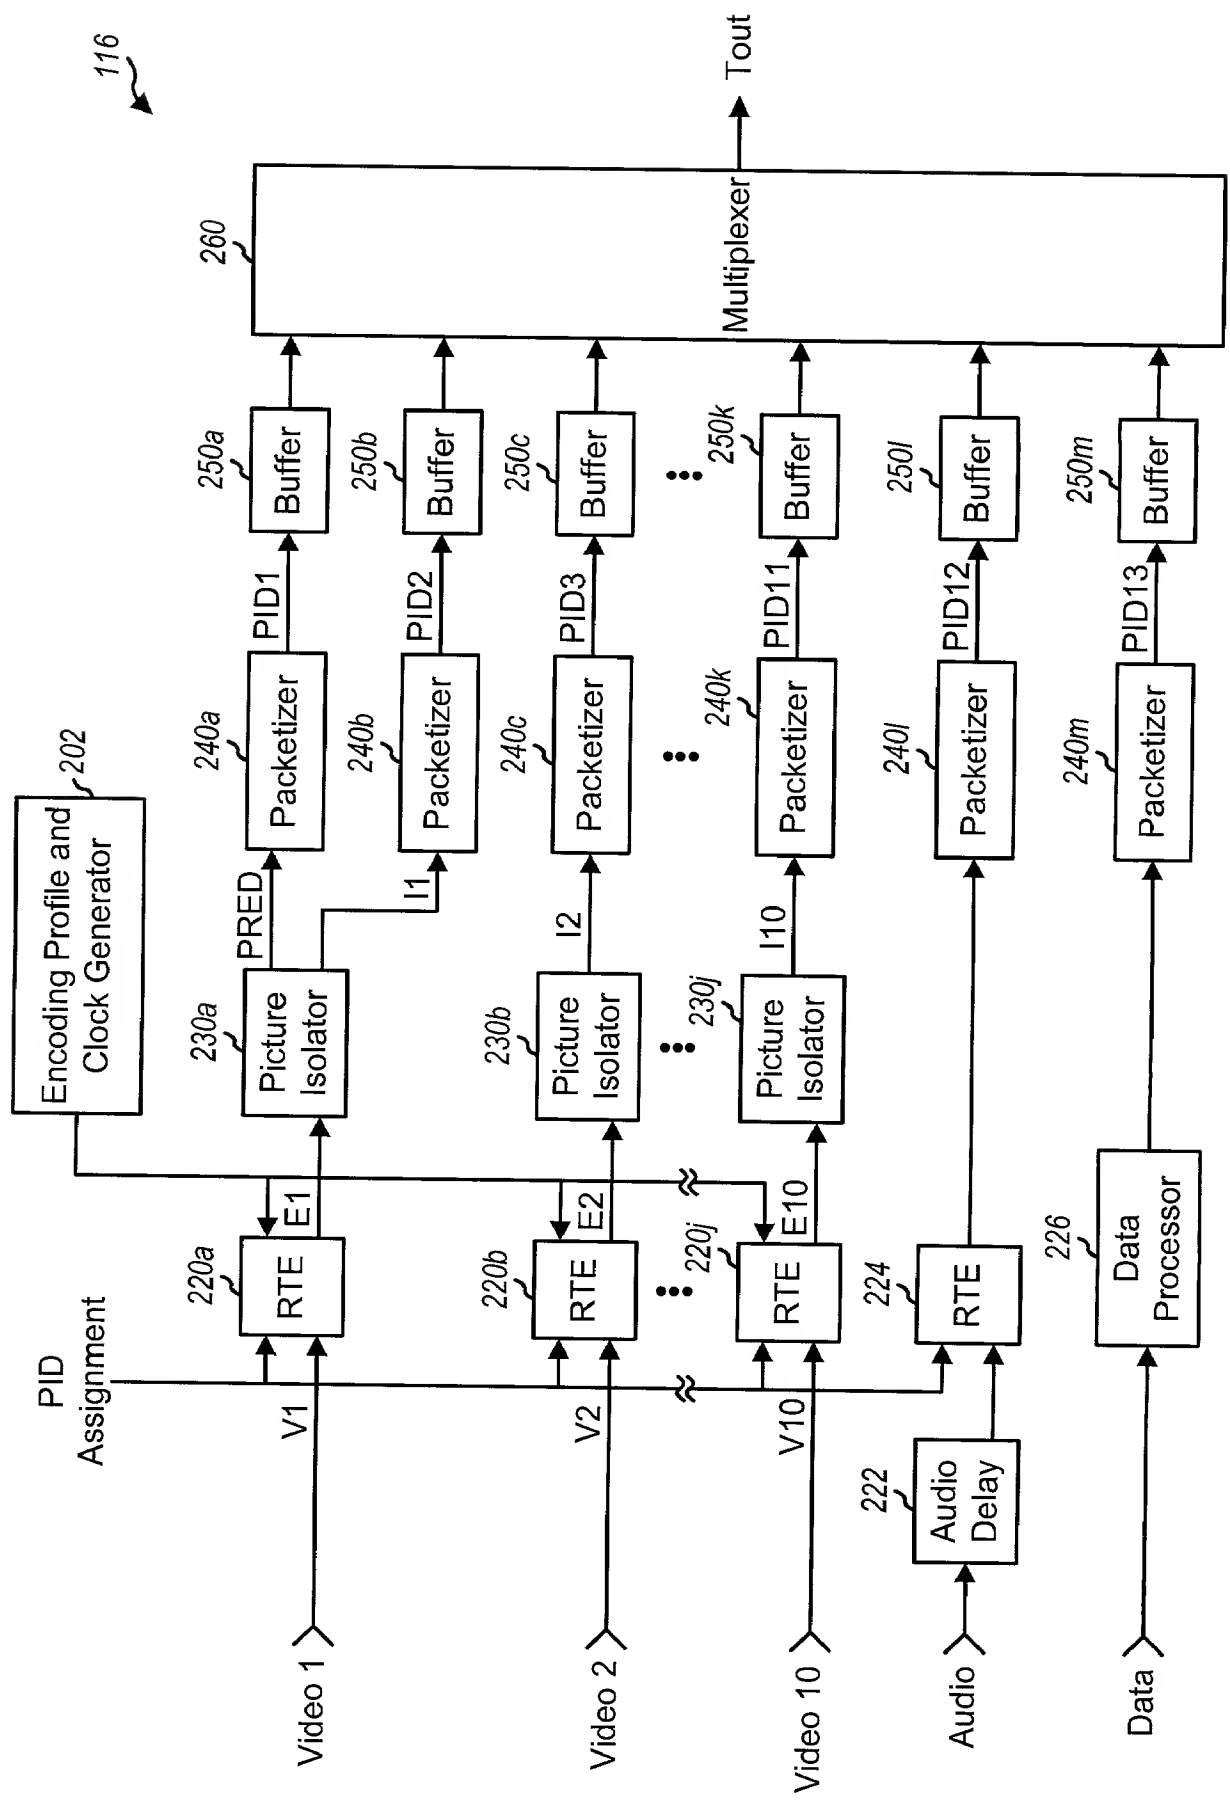 116
PID
Assignment
Encoding Profile and
Clock Generator
202
Video 1
V1
220a
RTE
E1
230a
Picture
Isolator
PRED
I1
240a
Packetizer
PID1
250a
Buffer
240b
Packetizer
PID2
250b
Buffer
Video 2
V2
220b
RTE
E2
230b
Picture
Isolator
I2
240c
Packetizer
PID3
250c
Buffer
Video 10
V10
220j
RTE
E10
230j
Picture
Isolator
I10
240k
Packetizer
PID11
250k
Buffer
Audio
222
Audio
Delay
224
RTE
240l
Packetizer
PID12
250l
Buffer
Data
226
Data
Processor
240m
Packetizer
PID13
250m
Buffer
260
Multiplexer
Tout